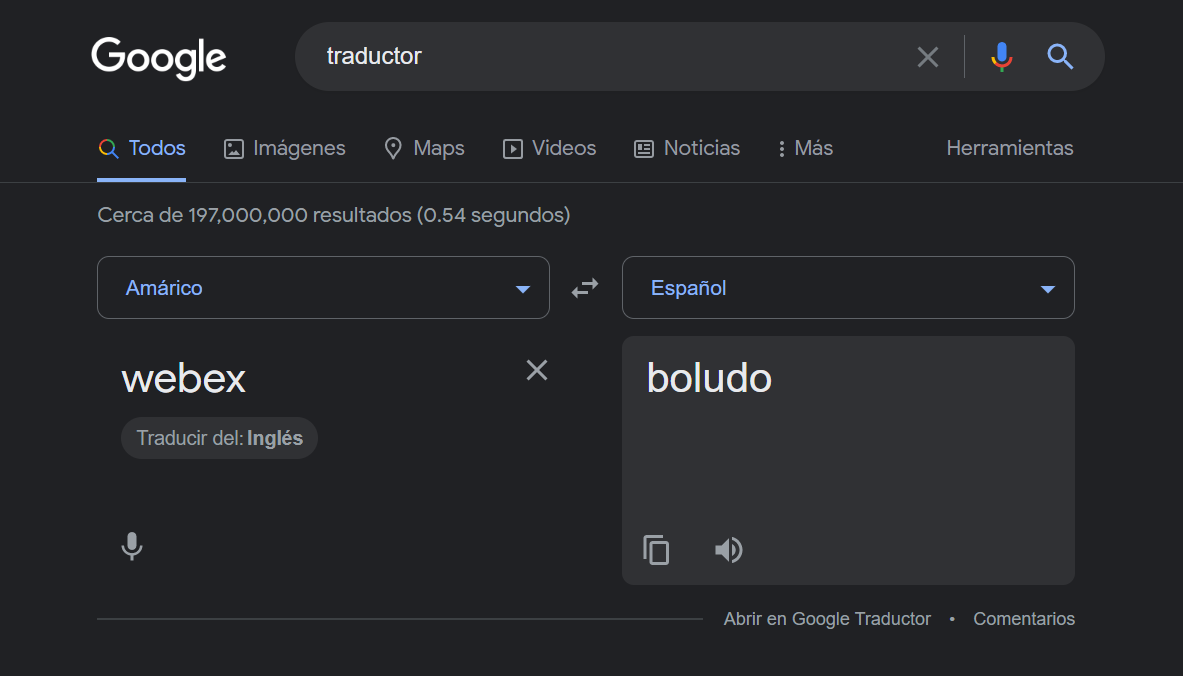 Google
traductor
Todos Imágenes Maps Videos Noticias Más Herramientas
Cerca de 197,000,000 resultados (0.54 segundos)
Amárico Español
webex boludo
Traducir del: Inglés
Abrir en Google Traductor • Comentarios